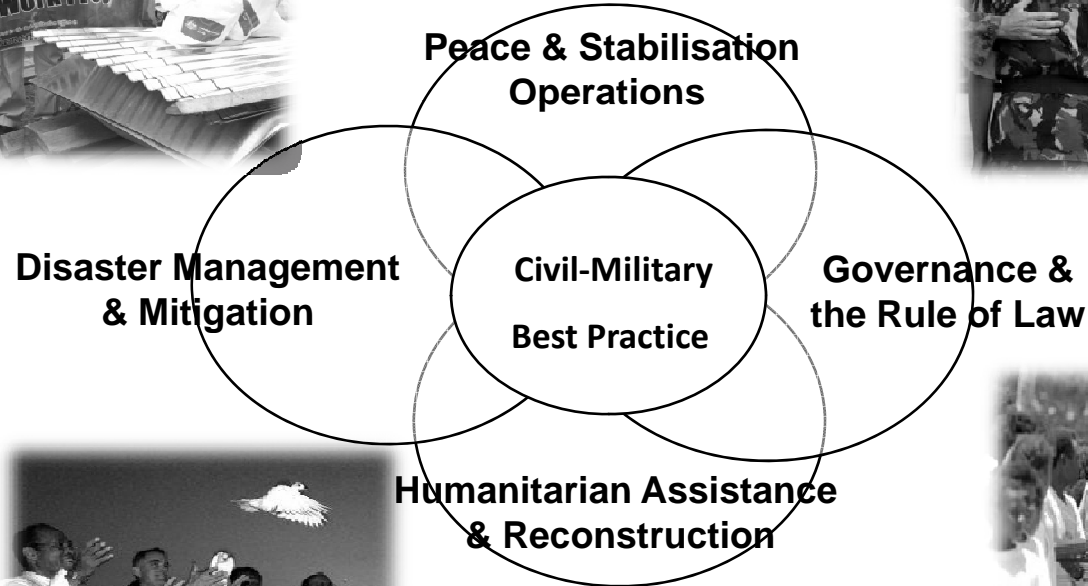 Peace & Stabilisation
Operations
Disaster Management
& Mitigation
Civil-Military
Best Practice
Governance &
the Rule of Law
Humanitarian Assistance
& Reconstruction